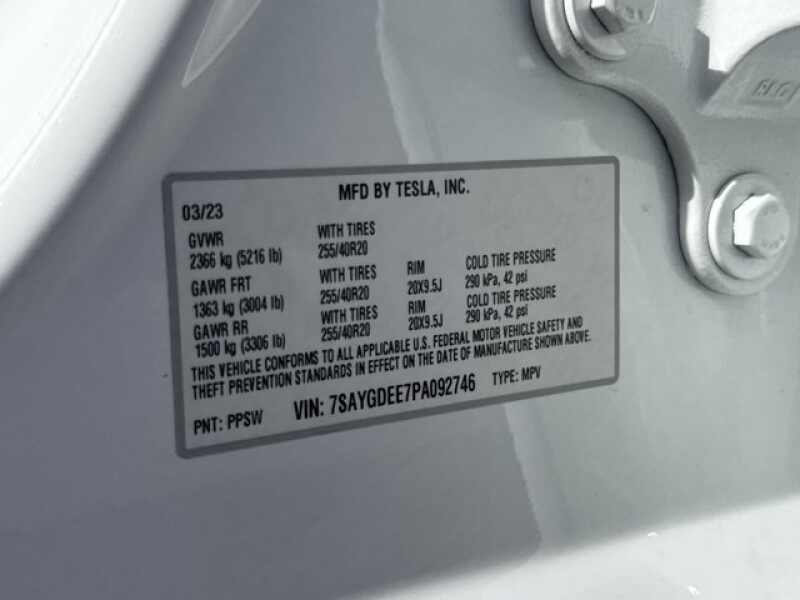 MFD BY TESLA, INC.
03/23
GVWR WITH TIRES
2366 kg (5216 lb) 255/40R20
GAWR FRT WITH TIRES RIM COLD TIRE PRESSURE
1363 kg (3004 lb) 255/40R20 20X9.5J 290 kPa, 42 psi
GAWR RR WITH TIRES RIM COLD TIRE PRESSURE
1500 kg (3306 lb) 255/40R20 20X9.5J 290 kPa, 42 psi
THIS VEHICLE CONFORMS TO ALL APPLICABLE U.S. FEDERAL MOTOR VEHICLE SAFETY AND
THEFT PREVENTION STANDARDS IN EFFECT ON THE DATE OF MANUFACTURE SHOWN ABOVE.
PNT: PPSW VIN: 7SAYGDEE7PA092746 TYPE: MPV